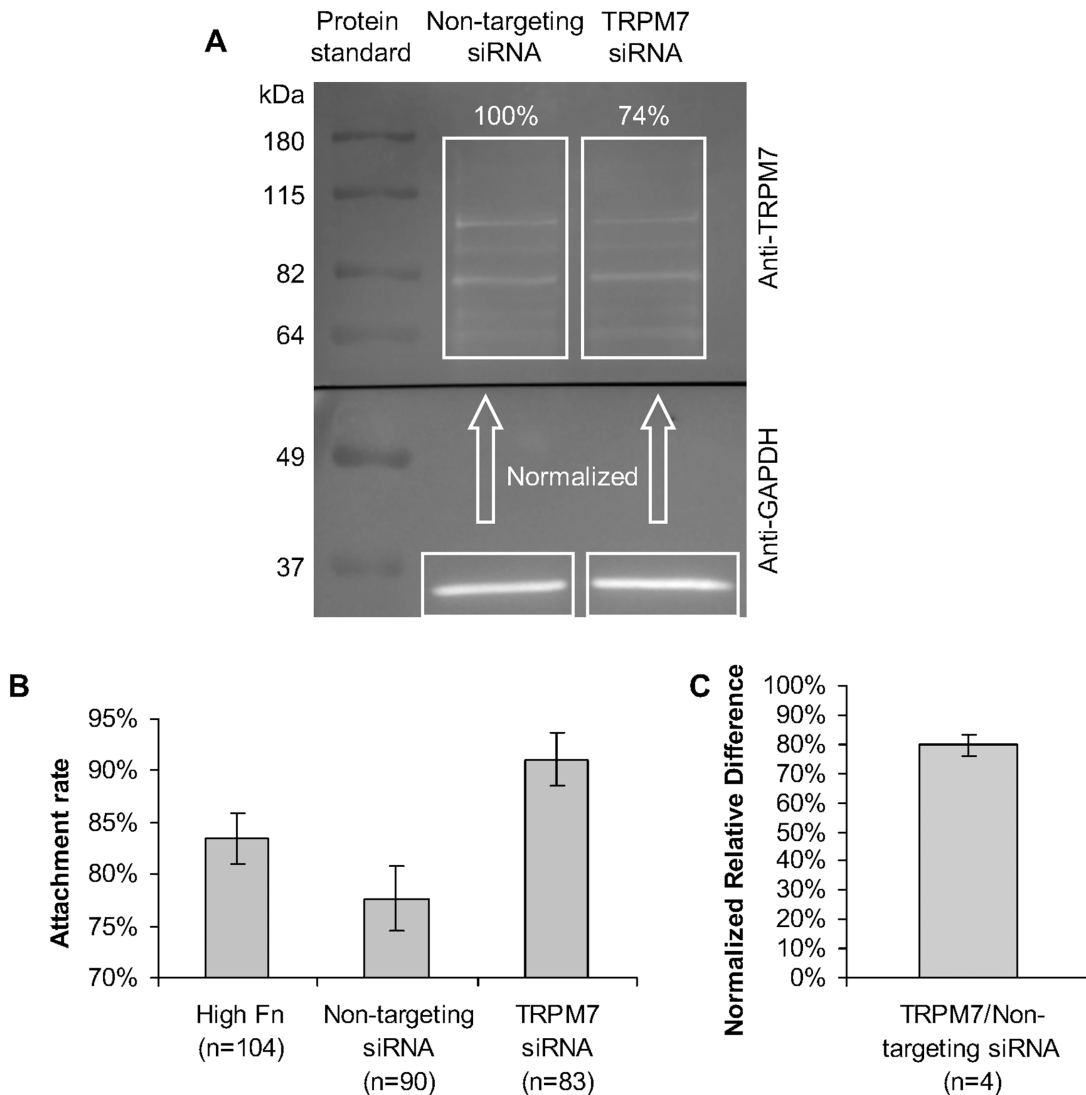 A
Protein
standard
Non-targeting
siRNA
TRPM7
siRNA
kDa
180
115
82
64
49
37
100%
74%
Normalized
Anti-TRPM7
Anti-GAPDH
B
Attachment rate
95%
90%
85%
80%
75%
70%
High Fn
(n=104)
Non-targeting
siRNA
(n=90)
TRPM7
siRNA
(n=83)
C
Normalized Relative Difference
100%
90%
80%
70%
60%
50%
40%
30%
20%
10%
0%
TRPM7/Non-
targeting siRNA
(n=4)